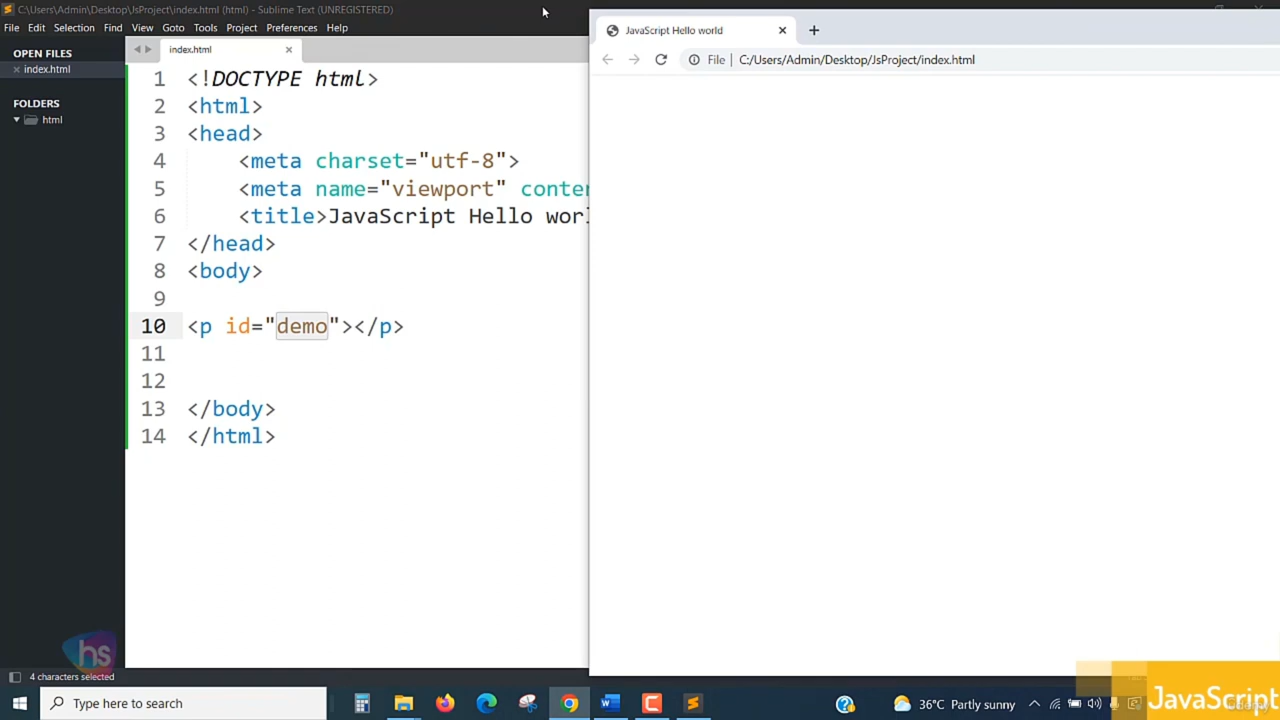 C:\Users\Admin\Desktop\JsProject\index.html (html) - Sublime Text (UNREGISTERED)
File Edit Selection Find View Goto Tools Project Preferences Help
OPEN FILES
index.html
FOLDERS
html
index.html
1 <!DOCTYPE html>
2 <html>
3 <head>
4 <meta charset="utf-8">
5 <meta name="viewport" conter
6 <title>JavaScript Hello worl
7 </head>
8 <body>
9
10 <p id="demo"></p>
11
12
13 </body>
14 </html>
JavaScript Hello world
File C:/Users/Admin/Desktop/JsProject/index.html
hs
4 characters selected
Type here to search
36°C Partly sunny
JavaScript